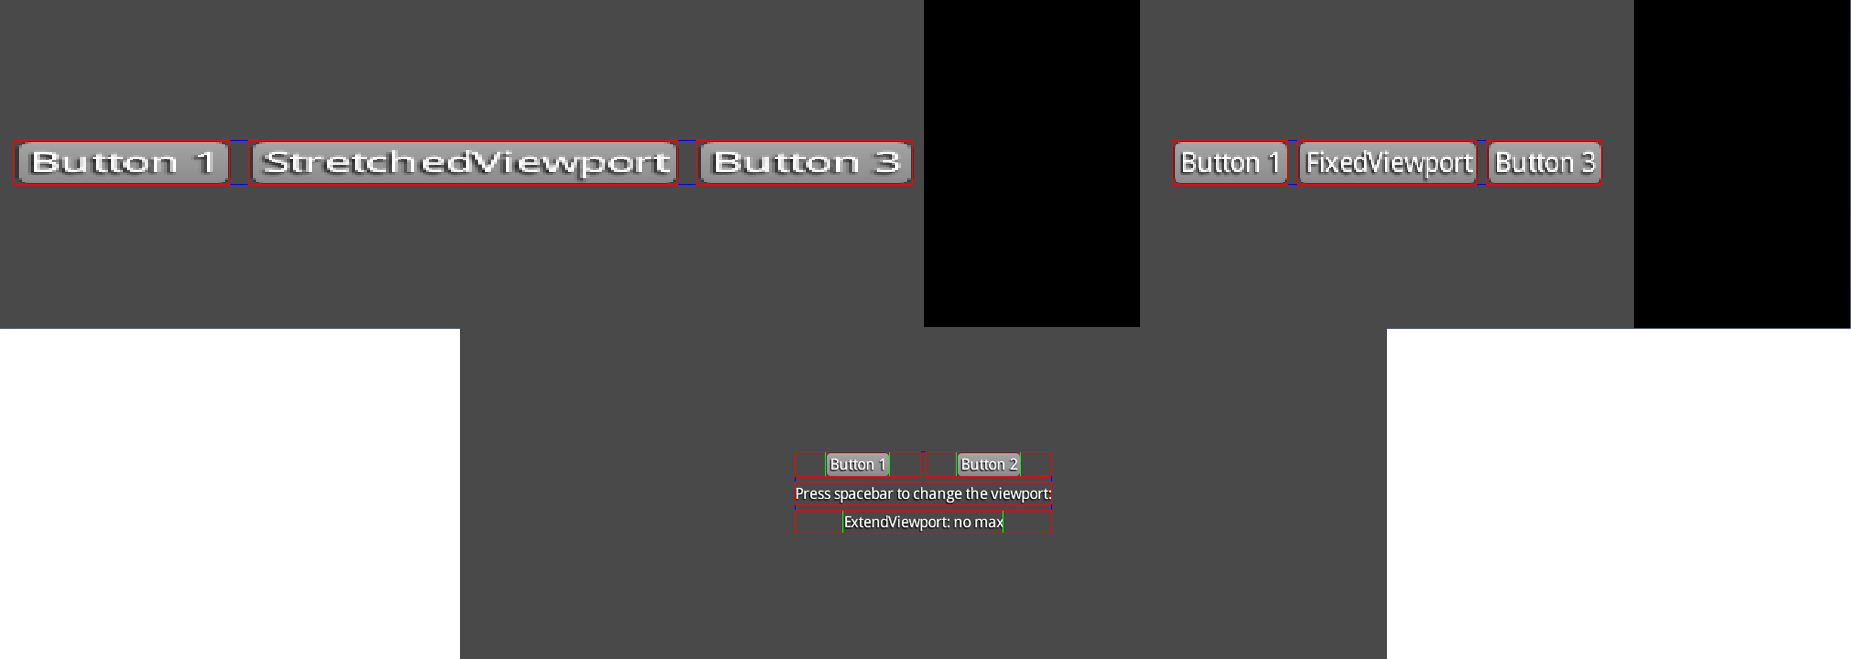 Button 1 StretchedViewport Button 3
Button 1 FixedViewport Button 3
Button 1 Button 2
Press spacebar to change the viewport:
ExtendViewport: no max